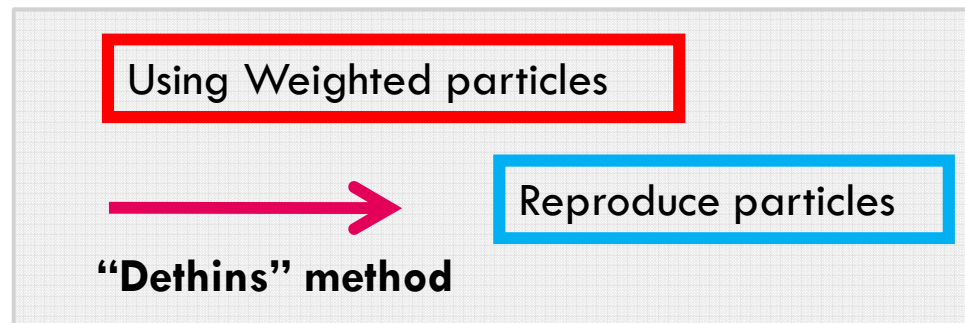 Using Weighted particles
Reproduce particles
“Dethins” method